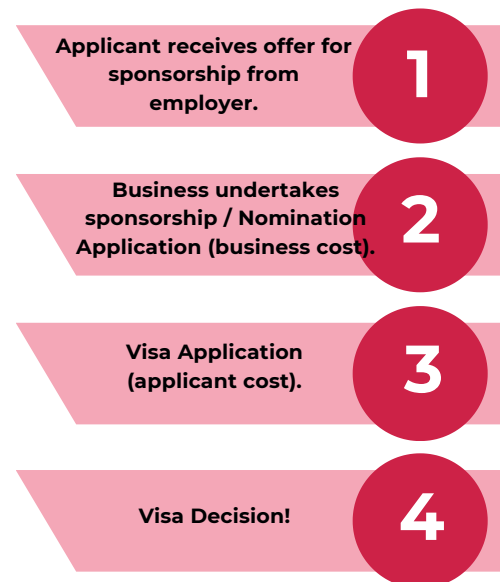 Applicant receives offer for
sponsorship from
employer.
1
Business undertakes
sponsorship / Nomination
Application (business cost).
2
Visa Application
(applicant cost).
3
Visa Decision!
4